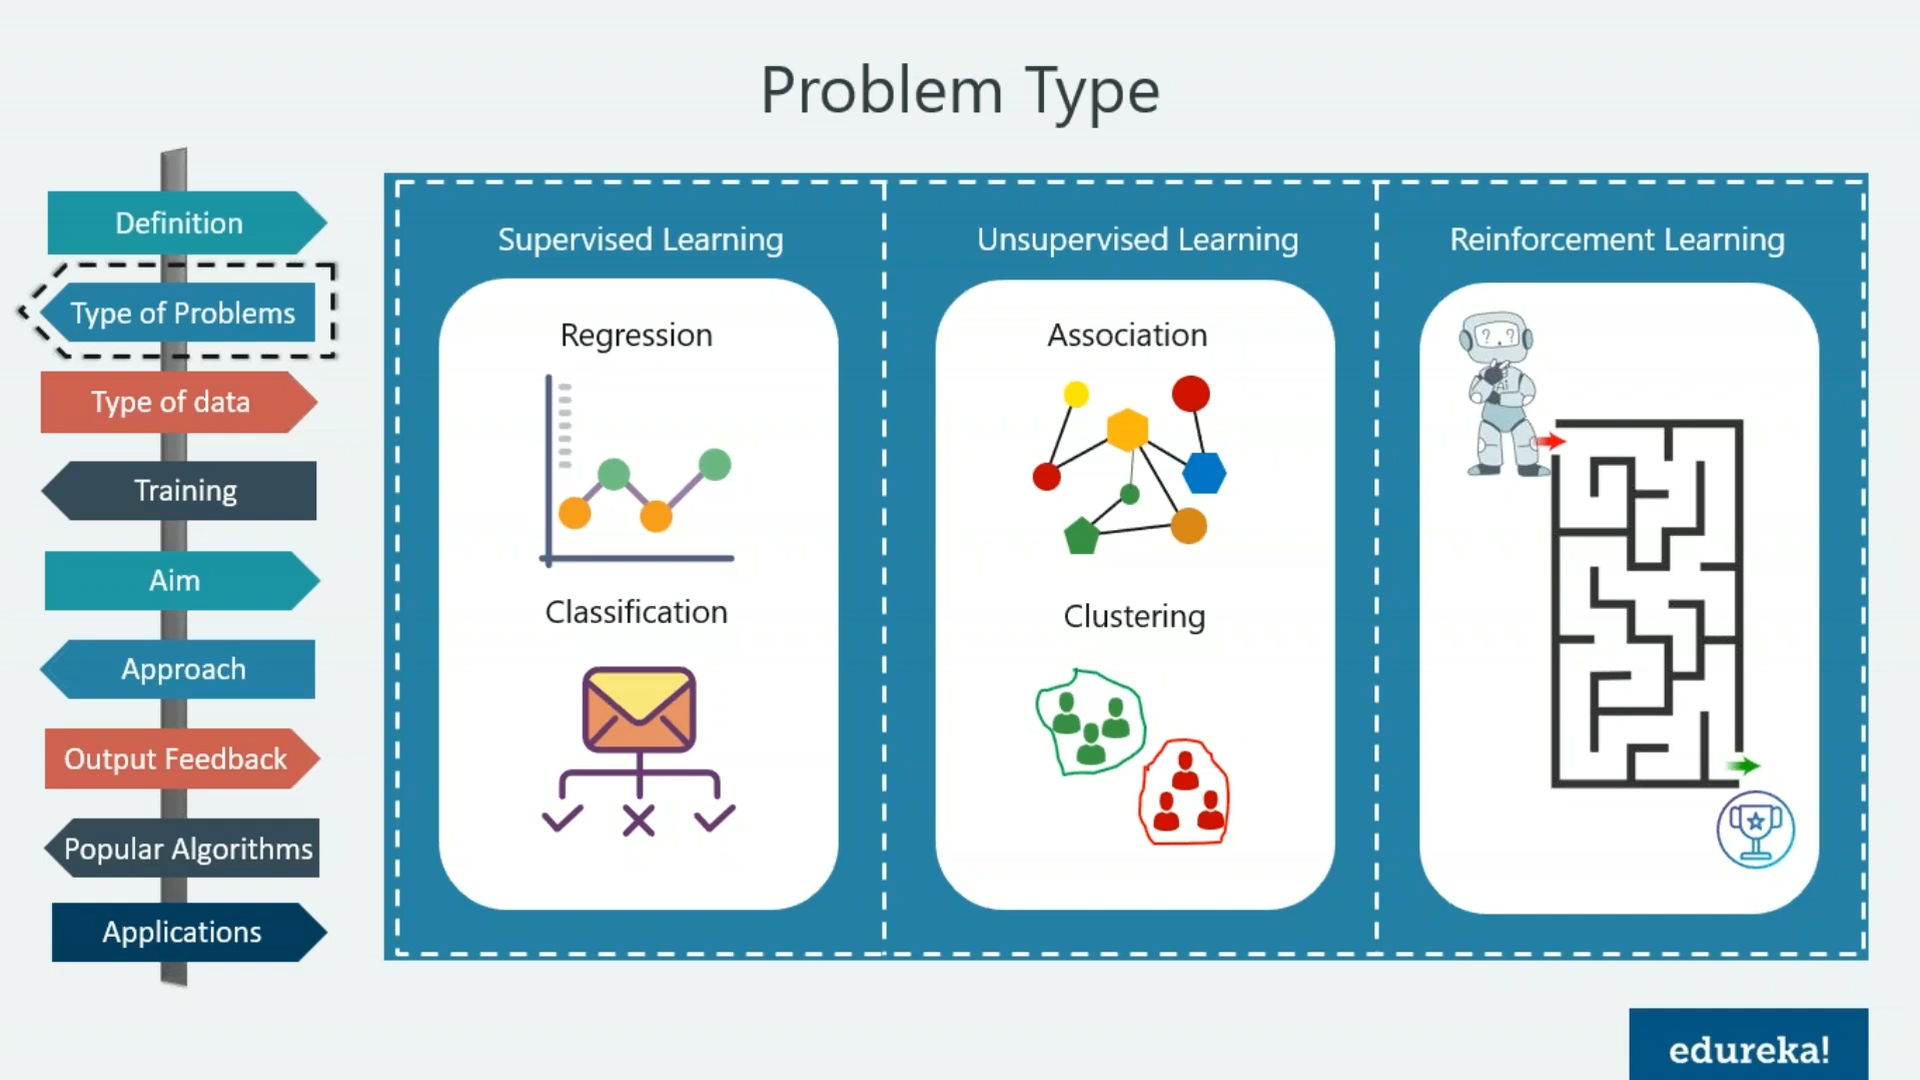 Problem Type
Definition
Type of Problems
Type of data
Training
Aim
Approach
Output Feedback
Popular Algorithms
Applications
Supervised Learning
Regression
Classification
Unsupervised Learning
Association
Clustering
Reinforcement Learning
? ?
edureka!